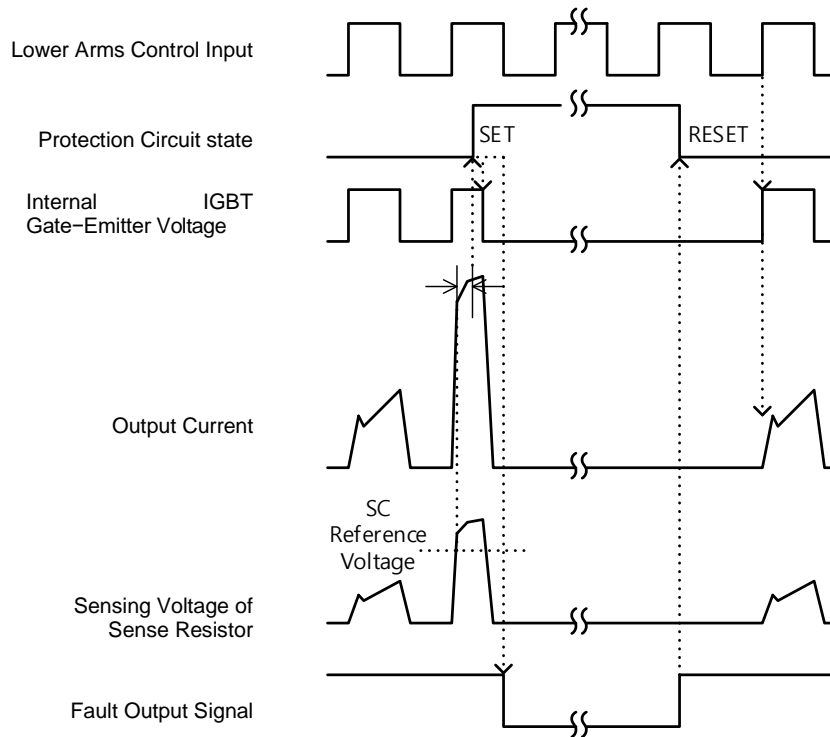 Lower Arms Control Input
Protection Circuit state
SET
RESET
Internal IGBT
Gate−Emitter Voltage
Output Current
SC
Reference
Voltage
Sensing Voltage of
Sense Resistor
Fault Output Signal